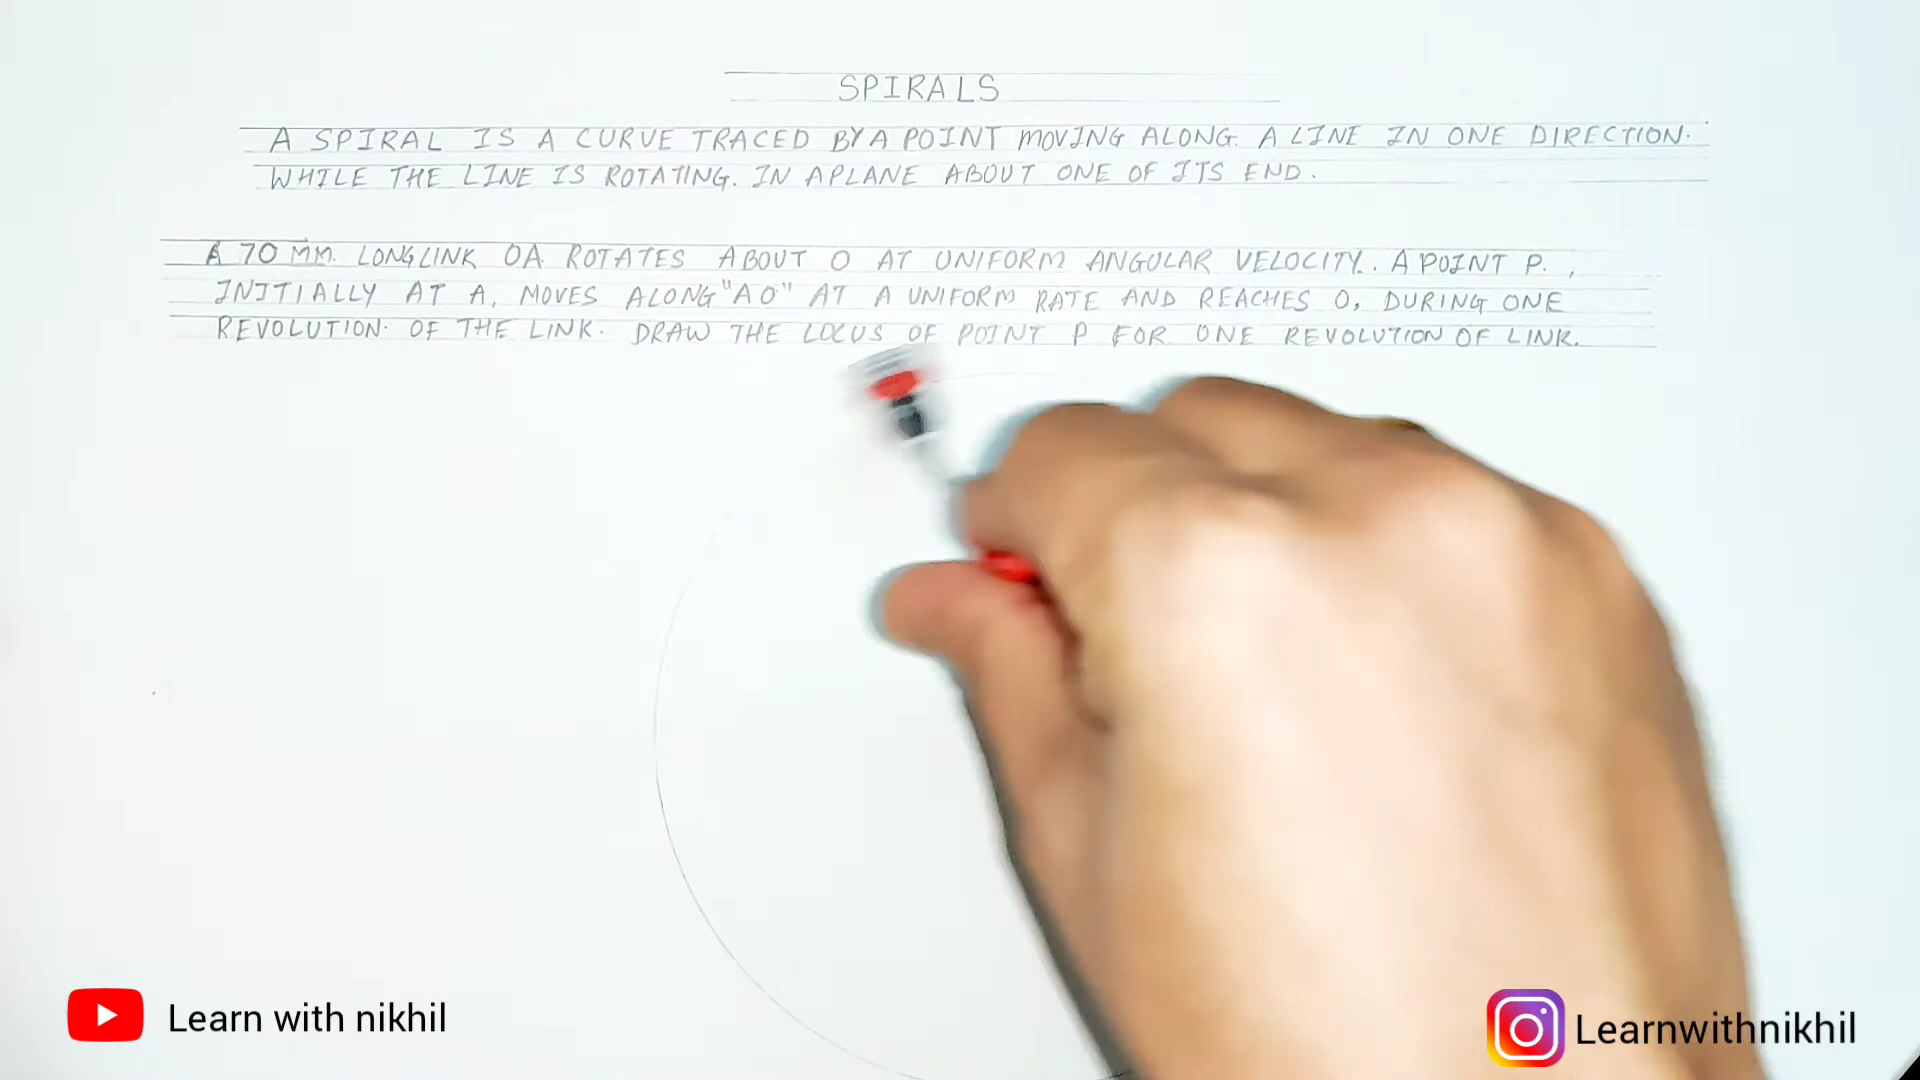 SPIRALS
A SPIRAL IS A CURVE TRACED BY A POINT MOVING ALONG. A LINE IN ONE DIRECTION.
WHILE THE LINE IS ROTATING. IN A PLANE ABOUT ONE OF ITS END.
A 70 MM. LONG LINK OA. ROTATES ABOUT O AT UNIFORM ANGULAR VELOCITY. A POINT P. ,
INITIALLY AT A, MOVES ALONG "AO" AT A UNIFORM RATE AND REACHES O, DURING ONE
REVOLUTION. OF THE LINK. DRAW THE LOCUS OF POINT P FOR ONE REVOLUTION OF LINK.
Learn with nikhil
Learnwithnikhil